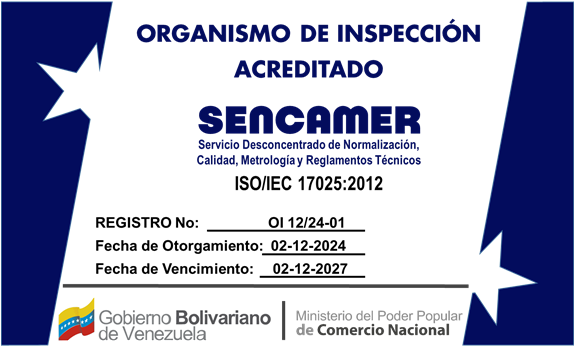 ORGANISMO DE INSPECCIÓN
ACREDITADO
SENCAMER
Servicio Desconcentrado de Normalización,
Calidad, Metrología y Reglamentos Técnicos
ISO/IEC 17025:2012
REGISTRO No: OI 12/24-01
Fecha de Otorgamiento: 02-12-2024
Fecha de Vencimiento: 02-12-2027
Gobierno Bolivariano
de Venezuela
Ministerio del Poder Popular
de Comercio Nacional